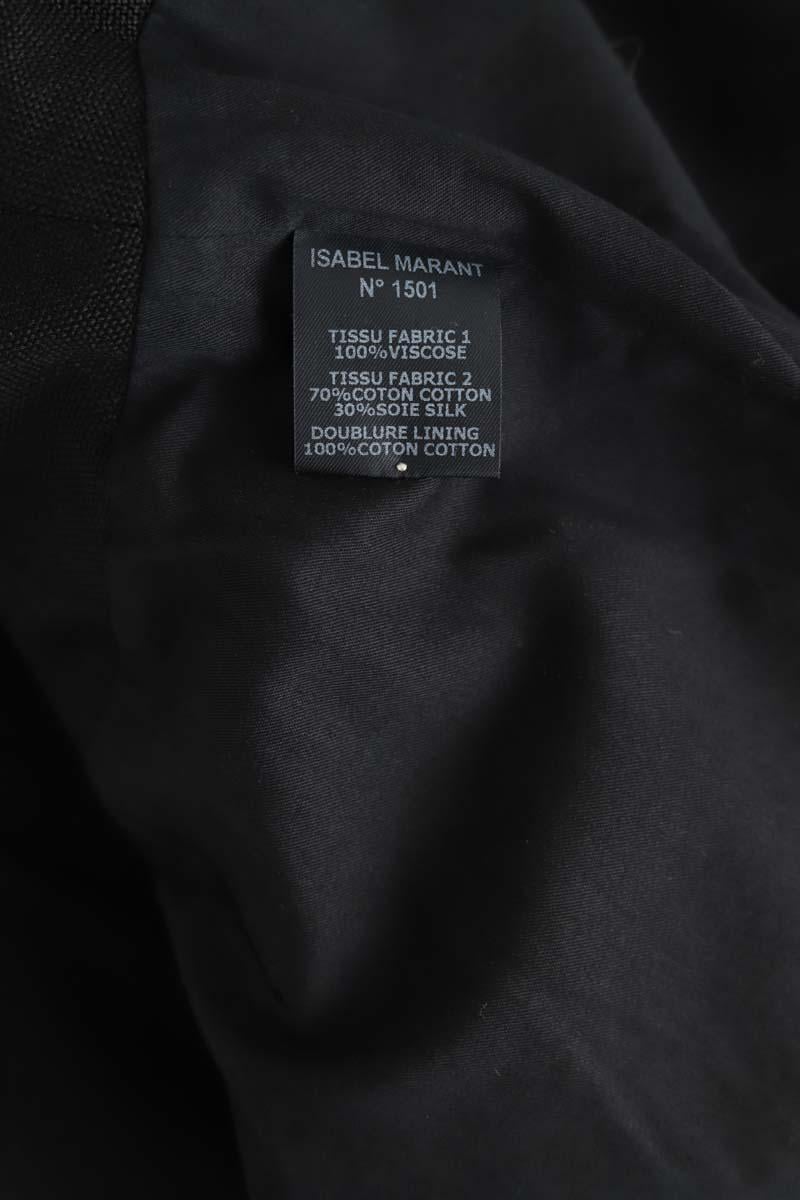 ISABEL MARANT
N° 1501
TISSU FABRIC 1
100%VISCOSE
TISSU FABRIC 2
70%COTON COTTON
30%SOIE SILK
DOUBLURE LINING
100%COTON COTTON